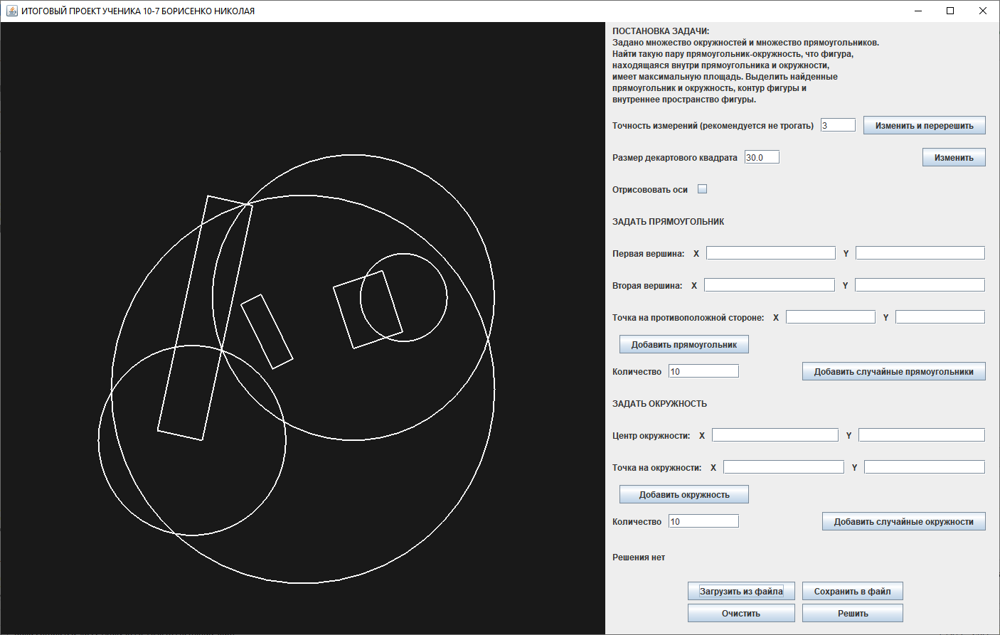 ИТОГОВЫЙ ПРОЕКТ УЧЕНИКА 10-7 БОРИСЕНКО НИКОЛАЯ
ПОСТАНОВКА ЗАДАЧИ:
Задано множество окружностей и множество прямоугольников.
Найти такую пару прямоугольник-окружность, что фигура,
находящаяся внутри прямоугольника и окружности,
имеет максимальную площадь. Выделить найденные
прямоугольник и окружность, контур фигуры и
внутреннее пространство фигуры.
Точность измерений (рекомендуется не трогать) 3 Изменить и перерешить
Размер декартового квадрата 30.0 Изменить
Отрисововать оси
ЗАДАТЬ ПРЯМОУГОЛЬНИК
Первая вершина: X Y
Вторая вершина: X Y
Точка на противоположной стороне: X Y
Добавить прямоугольник
Количество 10 Добавить случайные прямоугольники
ЗАДАТЬ ОКРУЖНОСТЬ
Центр окружности: X Y
Точка на окружности: X Y
Добавить окружность
Количество 10 Добавить случайные окружности
Решения нет
Загрузить из файла Сохранить в файл
Очистить Решить